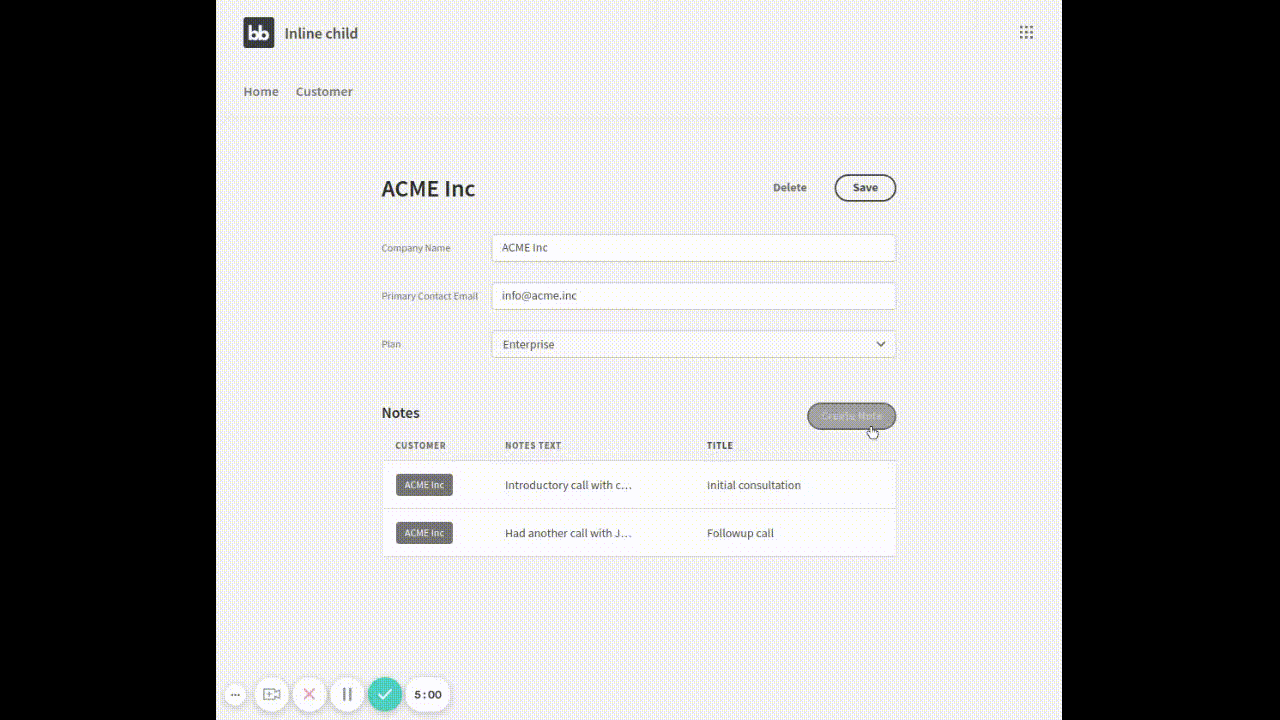 bb Inline child
Home Customer
ACME Inc
Delete Save
Company Name ACME Inc
Primary Contact Email info@acme.inc
Plan Enterprise
Notes
CUSTOMER NOTES TEXT TITLE
ACME Inc Introductory call with c... Initial consultation
ACME Inc Had another call with J... Followup call
5:00